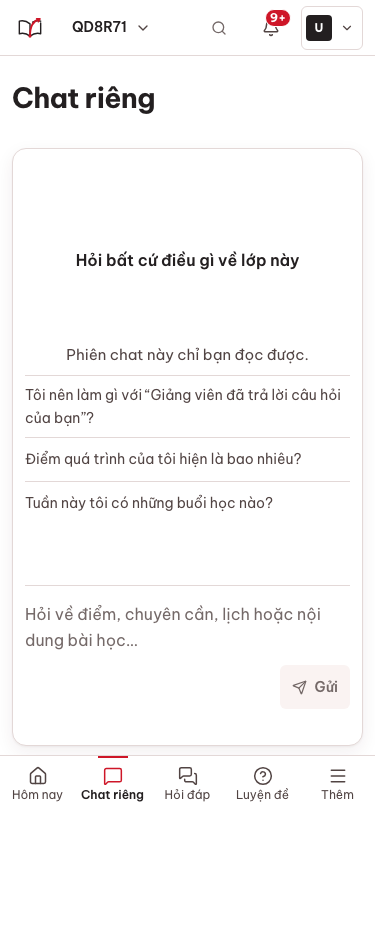 QD8R71
9+
U
Chat riêng
Hỏi bất cứ điều gì về lớp này
Phiên chat này chỉ bạn đọc được.
Tôi nên làm gì với “Giảng viên đã trả lời câu hỏi
của bạn”?
Điểm quá trình của tôi hiện là bao nhiêu?
Tuần này tôi có những buổi học nào?
Hỏi về điểm, chuyên cần, lịch hoặc nội
dung bài học…
Gửi
Hôm nay
Chat riêng
Hỏi đáp
Luyện đề
Thêm